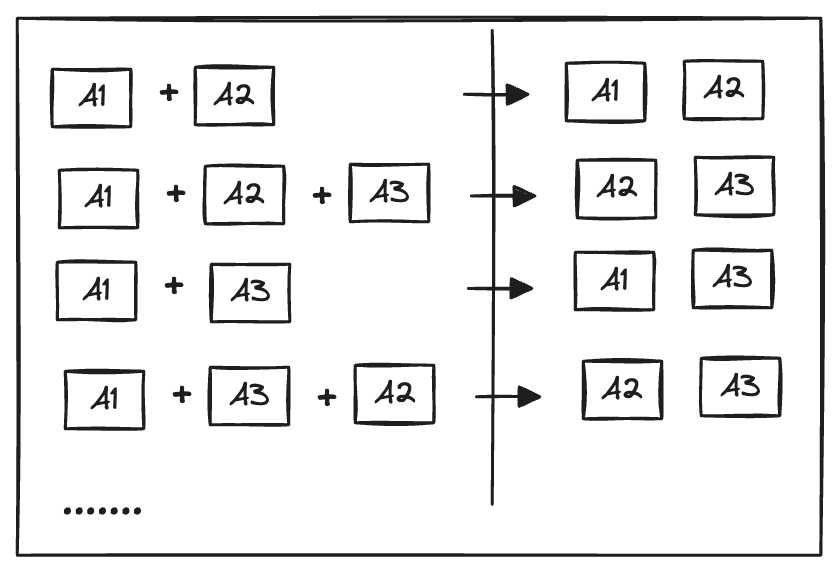 A1 + A2 → A1 A2
A1 + A2 + A3 → A2 A3
A1 + A3 → A1 A3
A1 + A3 + A2 → A2 A3
.......